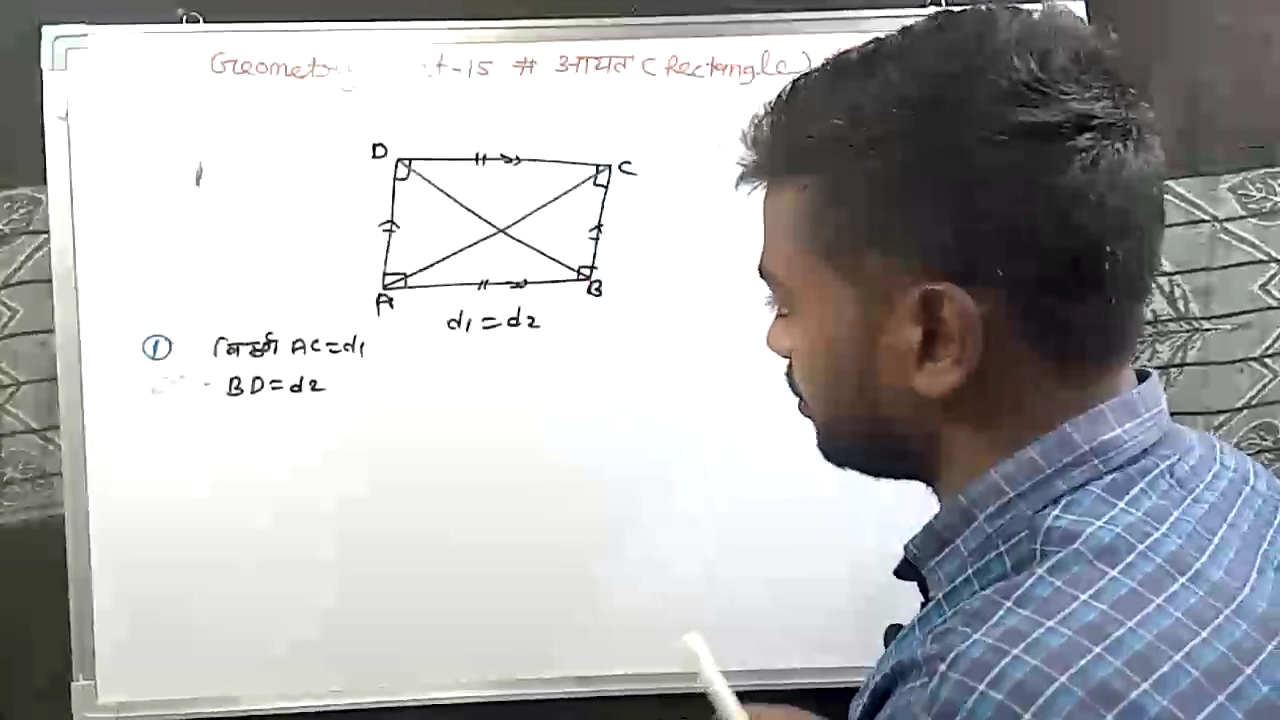 Geometry t-15 # आयत (Rectangle)
D
C
A
B
d1 = d2
① विकर्ण AC = d1
BD = d2